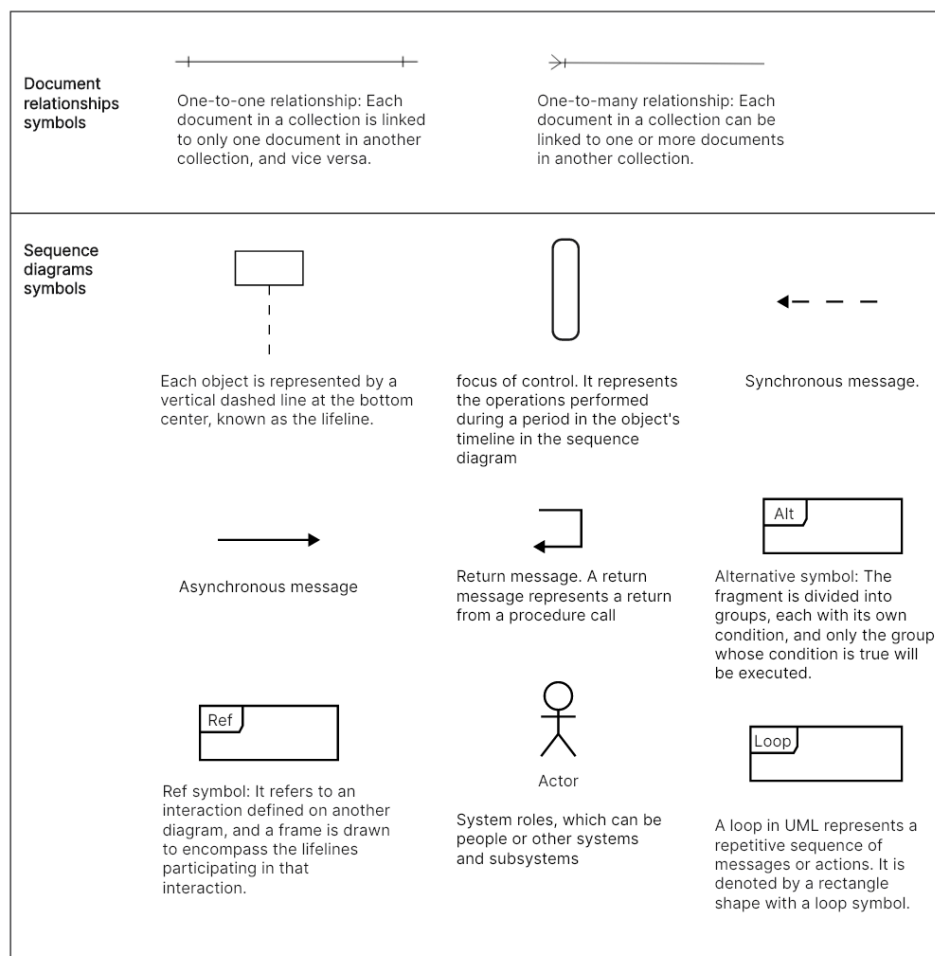 Document
relationships
symbols
One-to-one relationship: Each
document in a collection is linked
to only one document in another
collection, and vice versa.
One-to-many relationship: Each
document in a collection can be
linked to one or more documents
in another collection.
Sequence
diagrams
symbols
Each object is represented by a
vertical dashed line at the bottom
center, known as the lifeline.
focus of control. It represents
the operations performed
during a period in the object's
timeline in the sequence
diagram
Synchronous message.
Asynchronous message
Return message. A return
message represents a return
from a procedure call
Alt
Alternative symbol: The
fragment is divided into
groups, each with its own
condition, and only the group
whose condition is true will
be executed.
Ref
Ref symbol: It refers to an
interaction defined on another
diagram, and a frame is drawn
to encompass the lifelines
participating in that
interaction.
Actor
System roles, which can be
people or other systems
and subsystems
Loop
A loop in UML represents a
repetitive sequence of
messages or actions. It is
denoted by a rectangle
shape with a loop symbol.